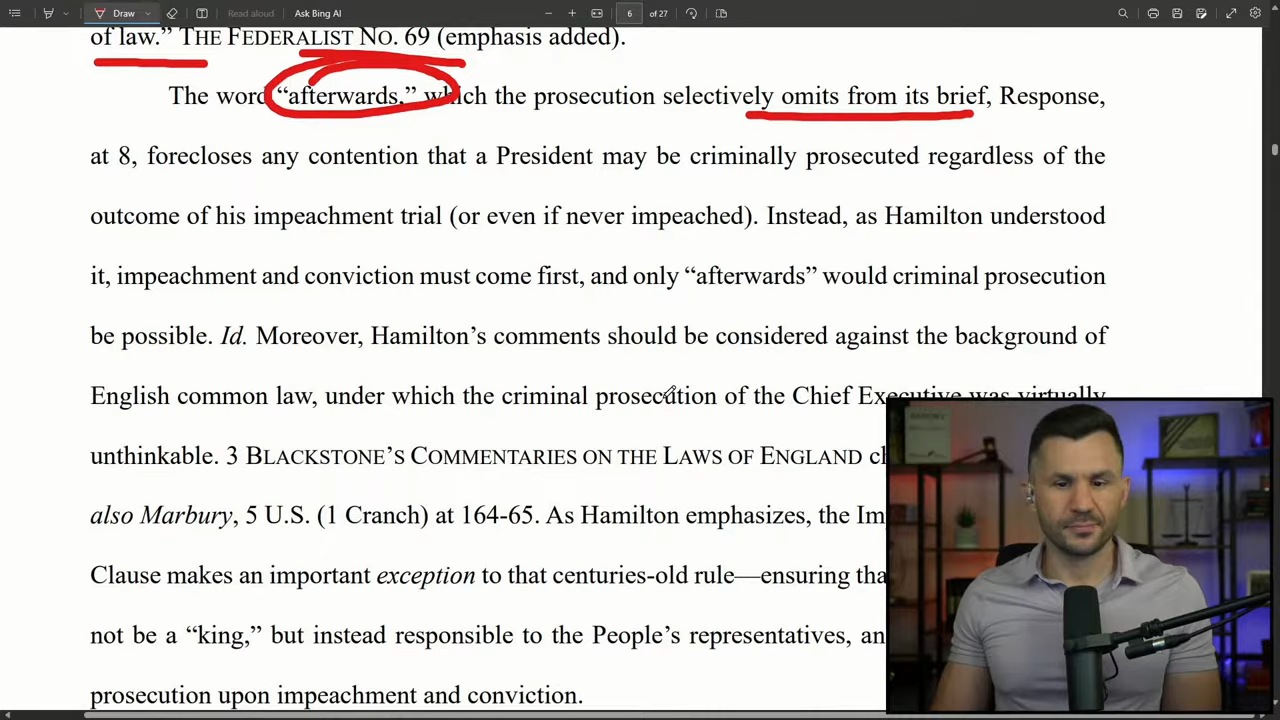 Draw
Read aloud
Ask Bing AI
6
of 27
of law.” THE FEDERALIST NO. 69 (emphasis added).
The word “afterwards,” which the prosecution selectively omits from its brief, Response,
at 8, forecloses any contention that a President may be criminally prosecuted regardless of the
outcome of his impeachment trial (or even if never impeached). Instead, as Hamilton understood
it, impeachment and conviction must come first, and only “afterwards” would criminal prosecution
be possible. Id. Moreover, Hamilton’s comments should be considered against the background of
English common law, under which the criminal prosecution of the Chief Executive was virtually
unthinkable. 3 BLACKSTONE’S COMMENTARIES ON THE LAWS OF ENGLAND
also Marbury, 5 U.S. (1 Cranch) at 164-65. As Hamilton emphasizes, the
Clause makes an important exception to that centuries-old rule—ensuring
not be a “king,” but instead responsible to the People’s representatives,
prosecution upon impeachment and conviction.